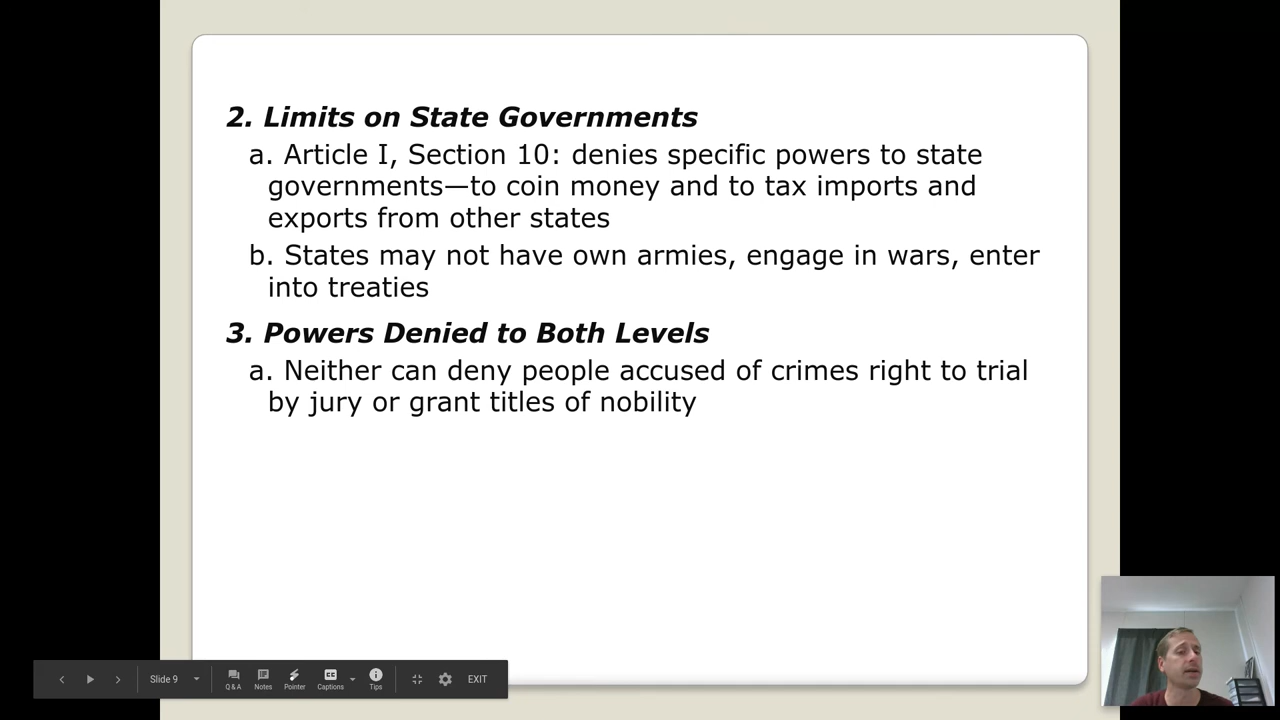 2. Limits on State Governments
a. Article I, Section 10: denies specific powers to state
governments—to coin money and to tax imports and
exports from other states
b. States may not have own armies, engage in wars, enter
into treaties
3. Powers Denied to Both Levels
a. Neither can deny people accused of crimes right to trial
by jury or grant titles of nobility
Slide 9
Q & A
Notes
Pointer
CC
Captions
Tips
EXIT